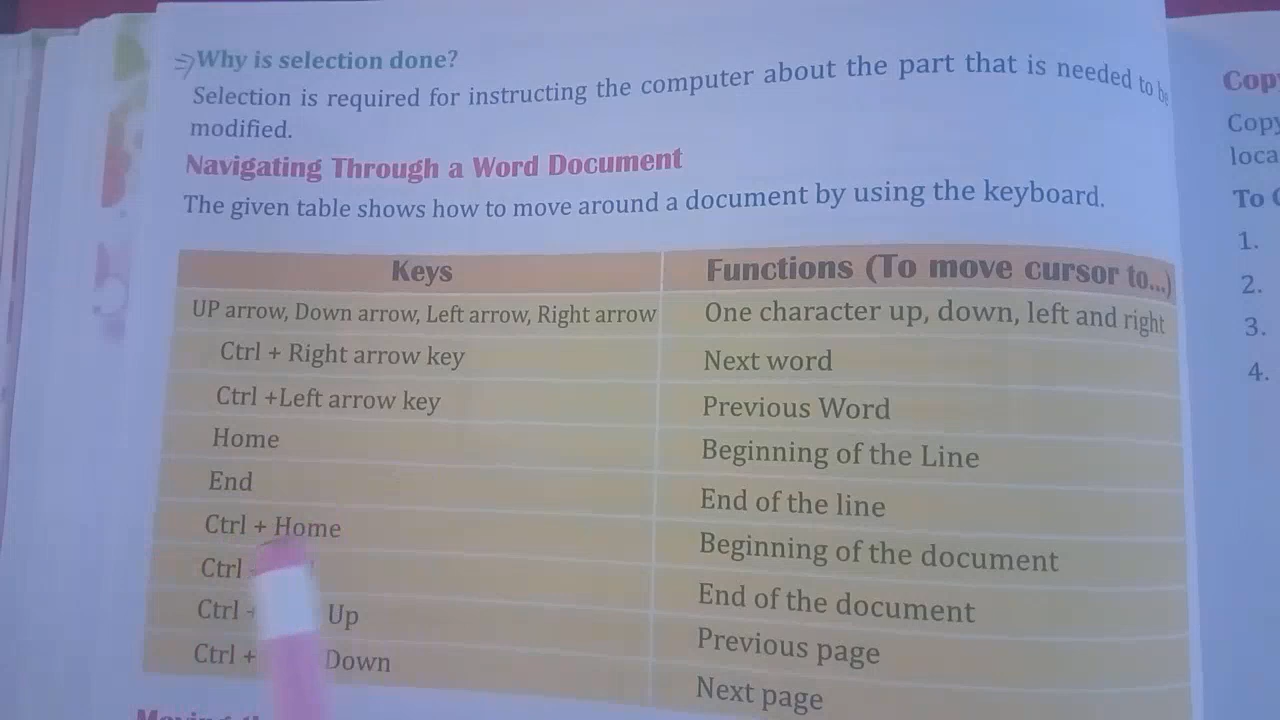 Why is selection done?
Selection is required for instructing the computer about the part that is needed to be
modified.
Navigating Through a Word Document
The given table shows how to move around a document by using the keyboard.
Keys Functions (To move cursor to...)
UP arrow, Down arrow, Left arrow, Right arrow One character up, down, left and right
Ctrl + Right arrow key Next word
Ctrl +Left arrow key Previous Word
Home Beginning of the Line
End End of the line
Ctrl + Home Beginning of the document
Ctrl End of the document
Ctrl + Up Previous page
Ctrl + Down Next page
Copy
loca
To
1.
2.
3.
4.